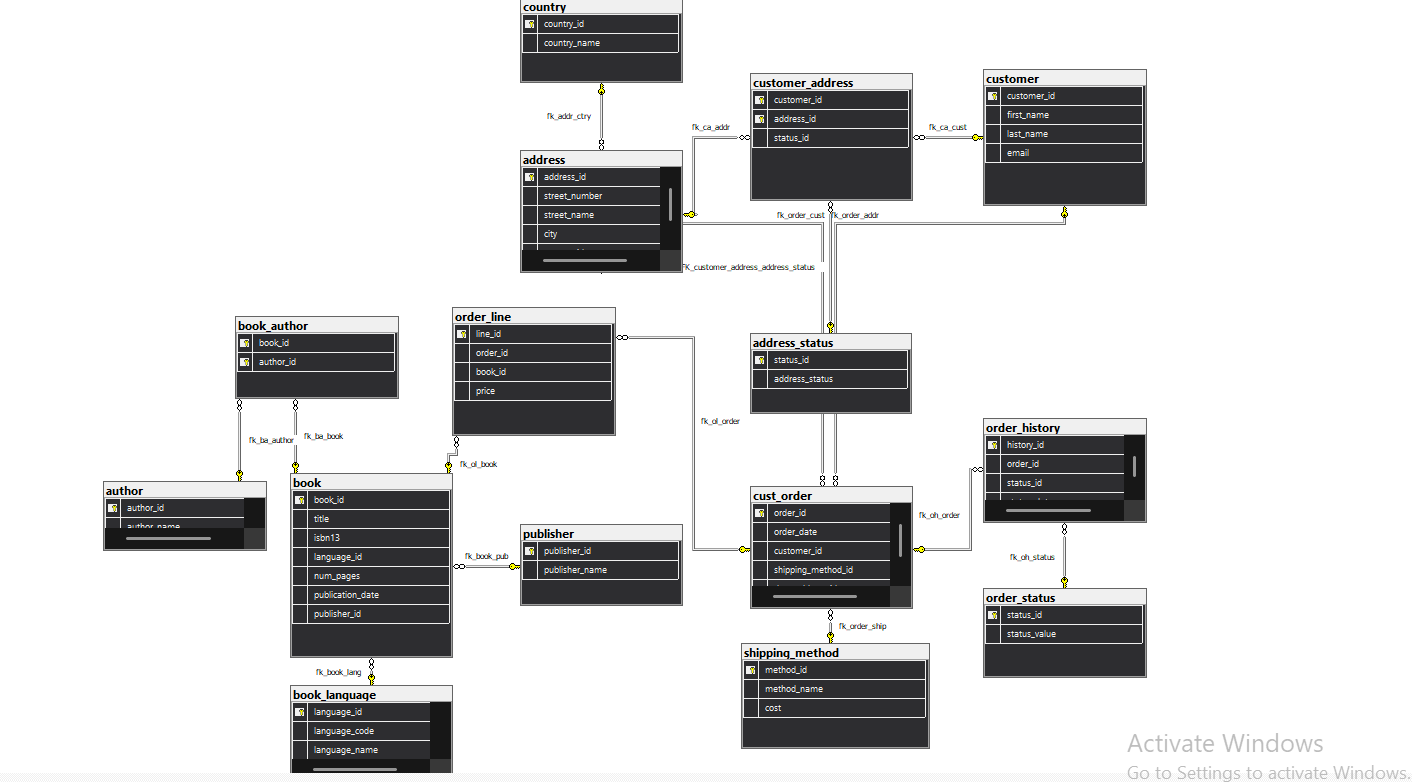 country
country_id
country_name
fk_addr_ctry
customer_address
customer_id
address_id
status_id
customer
customer_id
first_name
last_name
email
fk_ca_addr
fk_ca_cust
address
address_id
street_number
street_name
city
fk_order_cust
fk_order_addr
FK_customer_address_address_status
book_author
book_id
author_id
order_line
line_id
order_id
book_id
price
address_status
status_id
address_status
fk_ba_author
fk_ba_book
fk_ol_book
fk_ol_order
order_history
history_id
order_id
status_id
author
author_id
author_name
book
book_id
title
isbn13
language_id
num_pages
publication_date
publisher_id
fk_book_pub
publisher
publisher_id
publisher_name
cust_order
order_id
order_date
customer_id
shipping_method_id
fk_oh_order
fk_oh_status
order_status
status_id
status_value
fk_order_ship
shipping_method
method_id
method_name
cost
fk_book_lang
book_language
language_id
language_code
language_name
Activate Windows
Go to Settings to activate Windows.